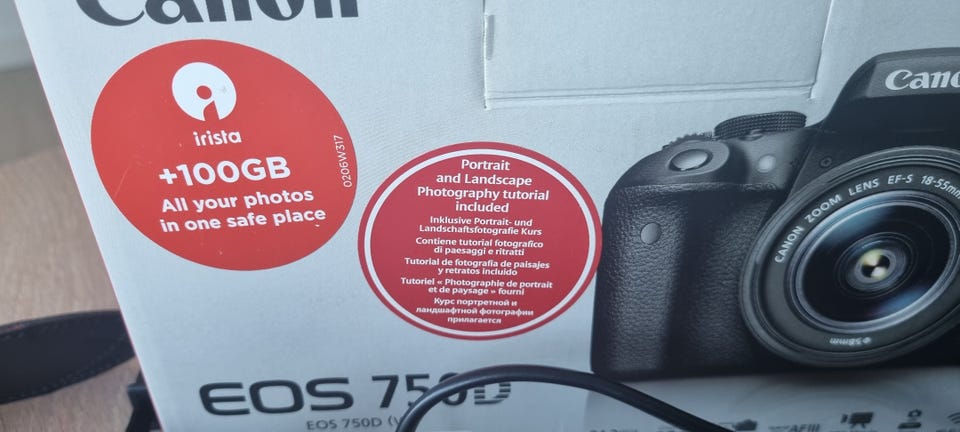 Canon
irista
+100GB
All your photos
in one safe place
0206W317
Portrait
and Landscape
Photography tutorial
included
Inklusive Portrait- und
Landschaftsfotografie Kurs
Contiene tutorial fotografico
di paesaggi e ritratti
Tutorial de fotografía de paisajes
y retratos incluido
Tutoriel « Photographie de portrait
et de paysage » fourni
Курс портретной и
ландшафтной фотографии
прилагается
Cano
CANON ZOOM LENS EF-S 18-55mm
φ58mm
EOS 750D
EOS 750D (